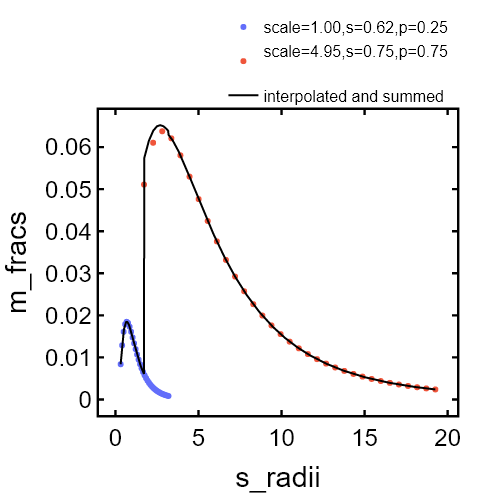 scale=1.00,s=0.62,p=0.25
scale=4.95,s=0.75,p=0.75
interpolated and summed
0.06
0.05
0.04
0.03
0.02
0.01
0
m_fracs
0 5 10 15 20
s_radii